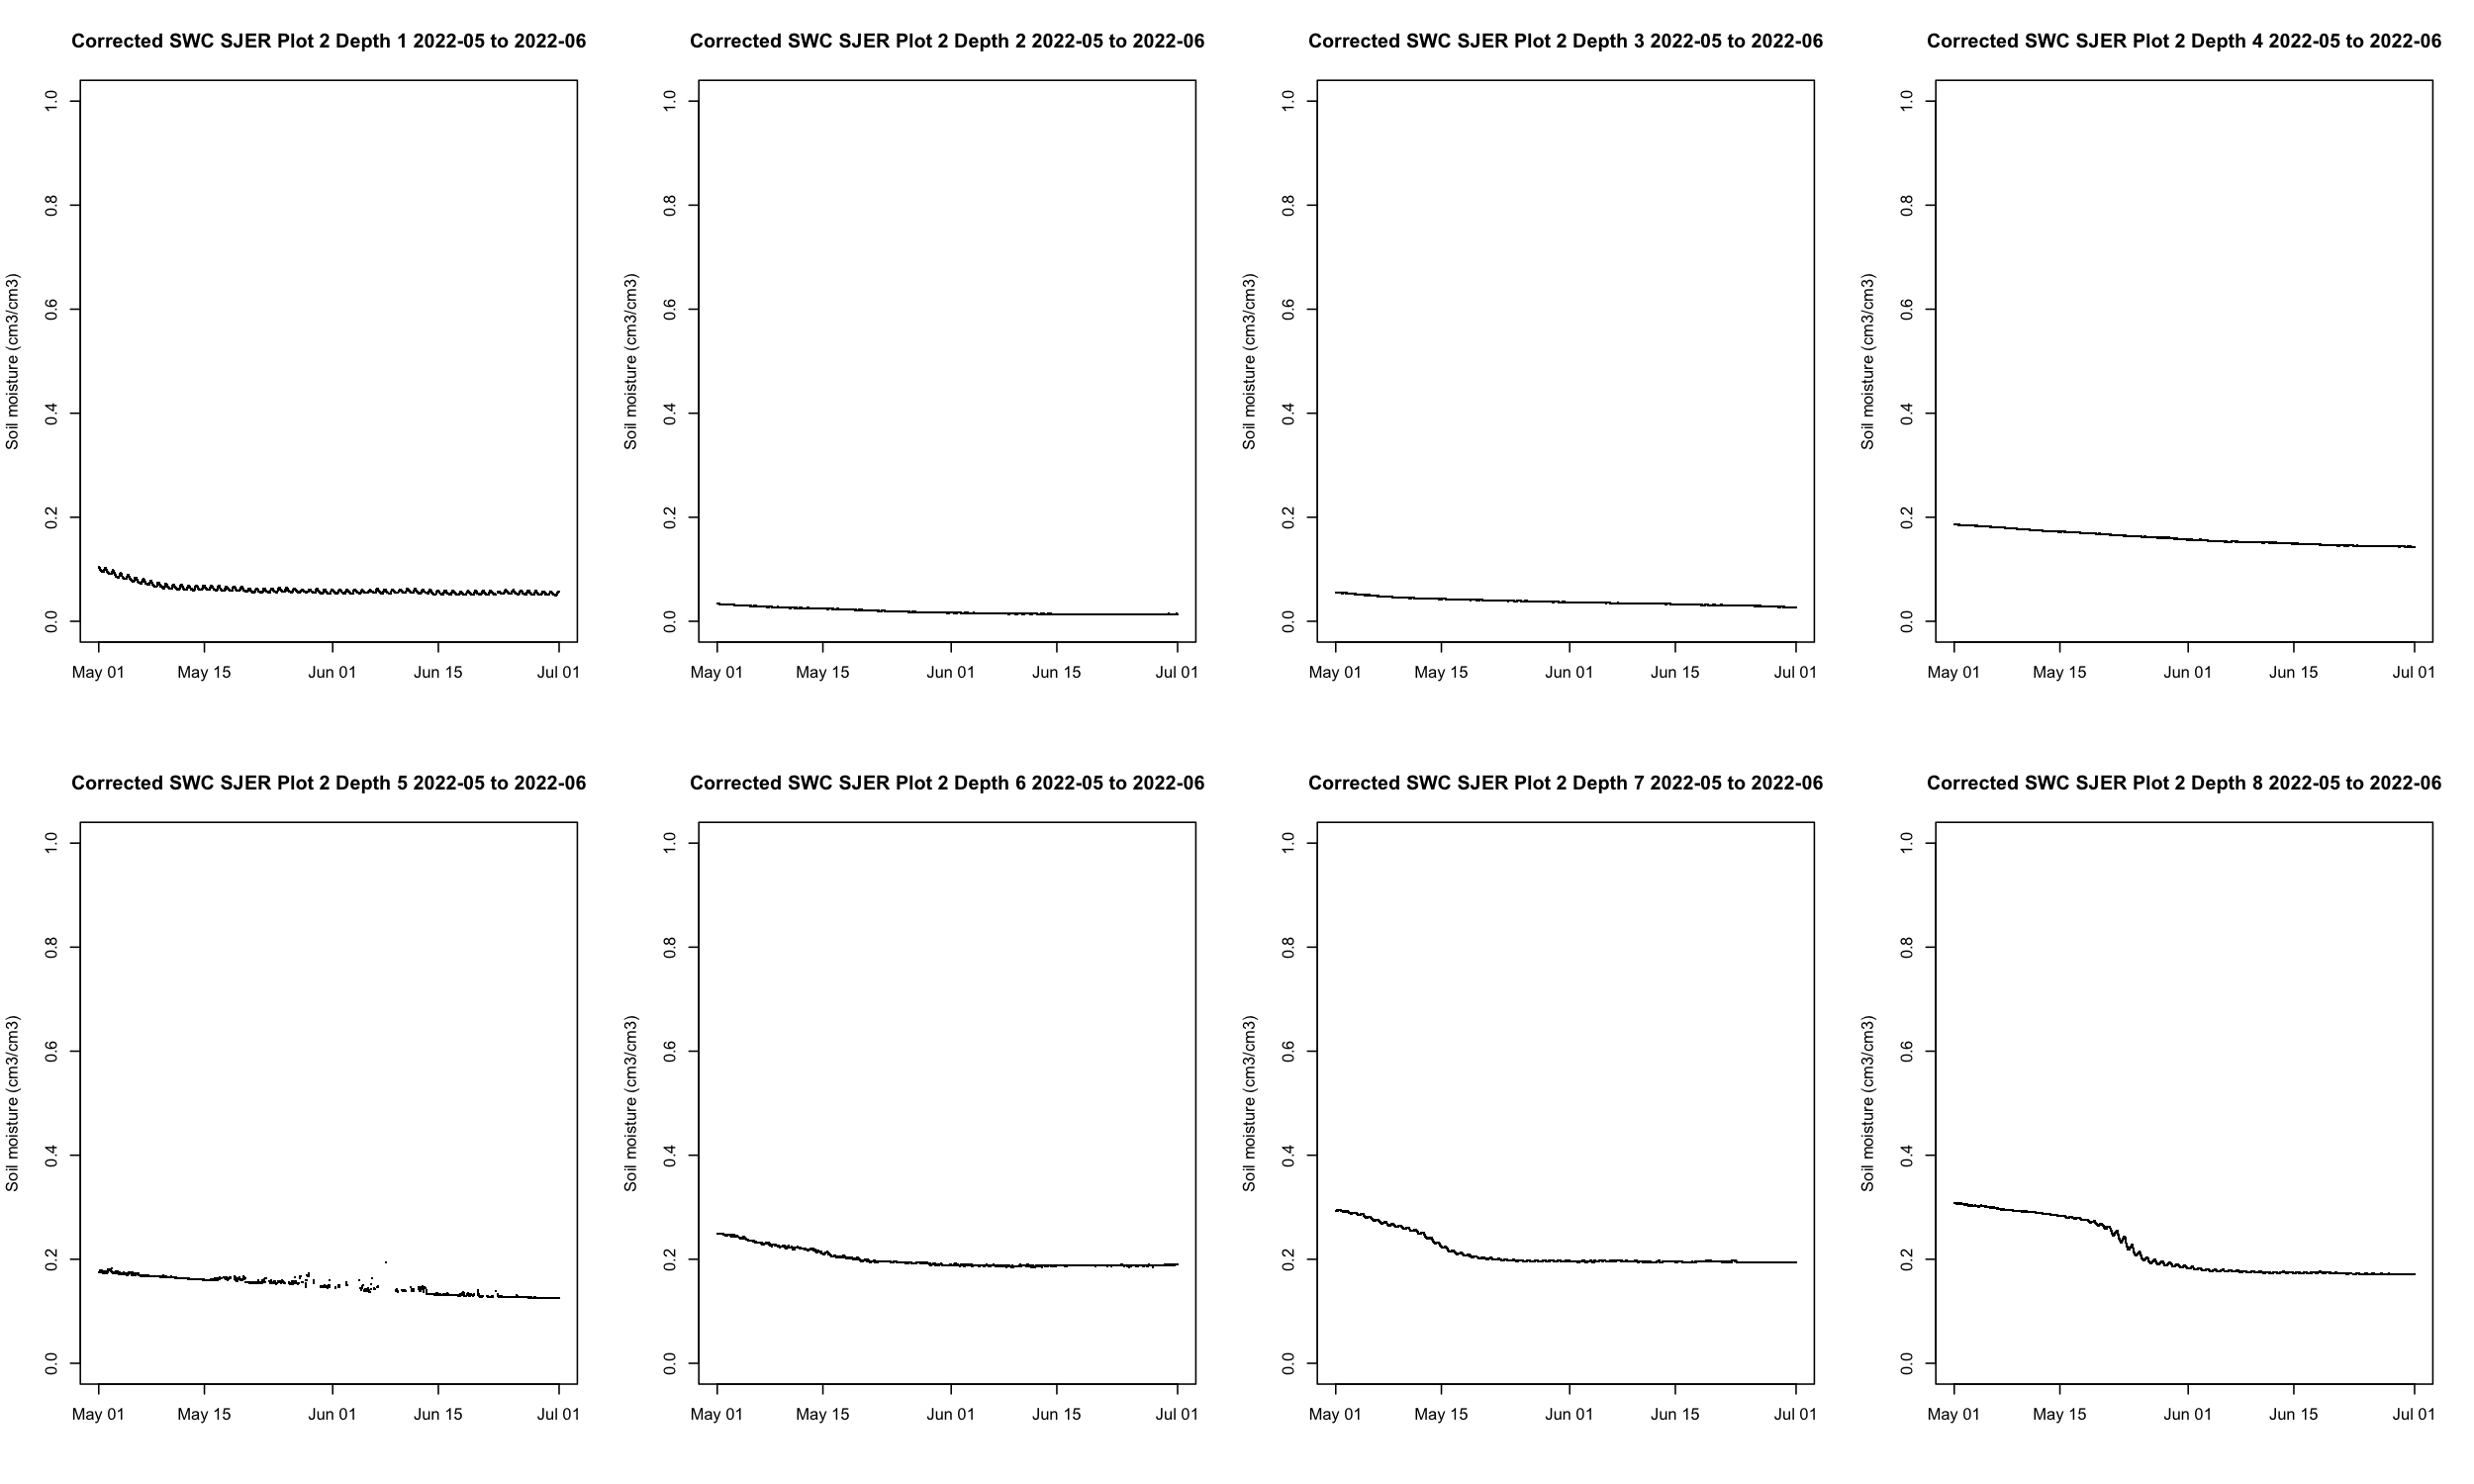 Corrected SWC SJER Plot 2 Depth 1 2022-05 to 2022-06
Soil moisture (cm3/cm3)
1.0
0.8
0.6
0.4
0.2
0.0
May 01 May 15 Jun 01 Jun 15 Jul 01
Corrected SWC SJER Plot 2 Depth 2 2022-05 to 2022-06
Soil moisture (cm3/cm3)
1.0
0.8
0.6
0.4
0.2
0.0
May 01 May 15 Jun 01 Jun 15 Jul 01
Corrected SWC SJER Plot 2 Depth 3 2022-05 to 2022-06
Soil moisture (cm3/cm3)
1.0
0.8
0.6
0.4
0.2
0.0
May 01 May 15 Jun 01 Jun 15 Jul 01
Corrected SWC SJER Plot 2 Depth 4 2022-05 to 2022-06
Soil moisture (cm3/cm3)
1.0
0.8
0.6
0.4
0.2
0.0
May 01 May 15 Jun 01 Jun 15 Jul 01
Corrected SWC SJER Plot 2 Depth 5 2022-05 to 2022-06
Soil moisture (cm3/cm3)
1.0
0.8
0.6
0.4
0.2
0.0
May 01 May 15 Jun 01 Jun 15 Jul 01
Corrected SWC SJER Plot 2 Depth 6 2022-05 to 2022-06
Soil moisture (cm3/cm3)
1.0
0.8
0.6
0.4
0.2
0.0
May 01 May 15 Jun 01 Jun 15 Jul 01
Corrected SWC SJER Plot 2 Depth 7 2022-05 to 2022-06
Soil moisture (cm3/cm3)
1.0
0.8
0.6
0.4
0.2
0.0
May 01 May 15 Jun 01 Jun 15 Jul 01
Corrected SWC SJER Plot 2 Depth 8 2022-05 to 2022-06
Soil moisture (cm3/cm3)
1.0
0.8
0.6
0.4
0.2
0.0
May 01 May 15 Jun 01 Jun 15 Jul 01